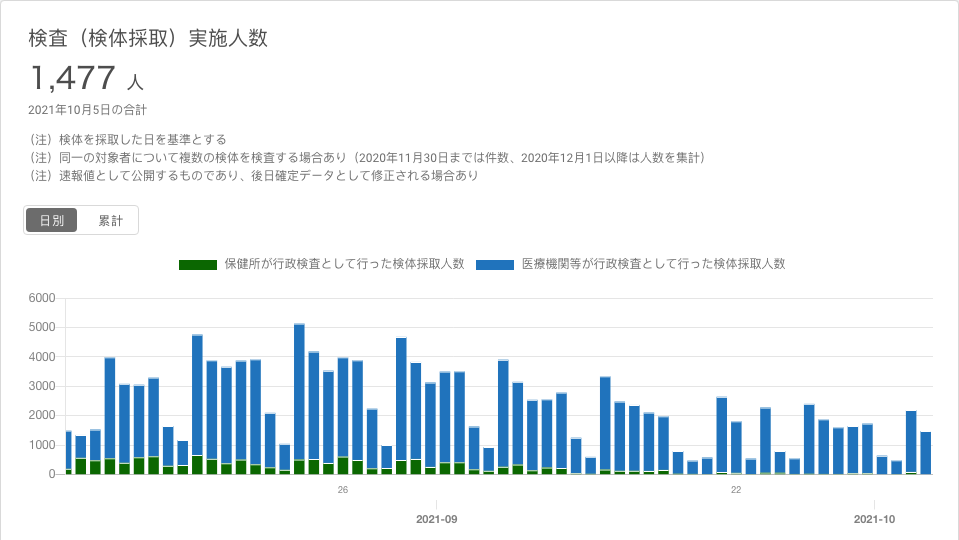 検査（検体採取）実施人数
1,477 人
2021年10月5日の合計
（注）検体を採取した日を基準とする
（注）同一の対象者について複数の検体を検査する場合あり（2020年11月30日までは件数、2020年12月1日以降は人数を集計）
（注）速報値として公開するものであり、後日確定データとして修正される場合あり
日別 累計
保健所が行政検査として行った検体採取人数 医療機関等が行政検査として行った検体採取人数
6000
5000
4000
3000
2000
1000
0
26 22
2021-09 2021-10